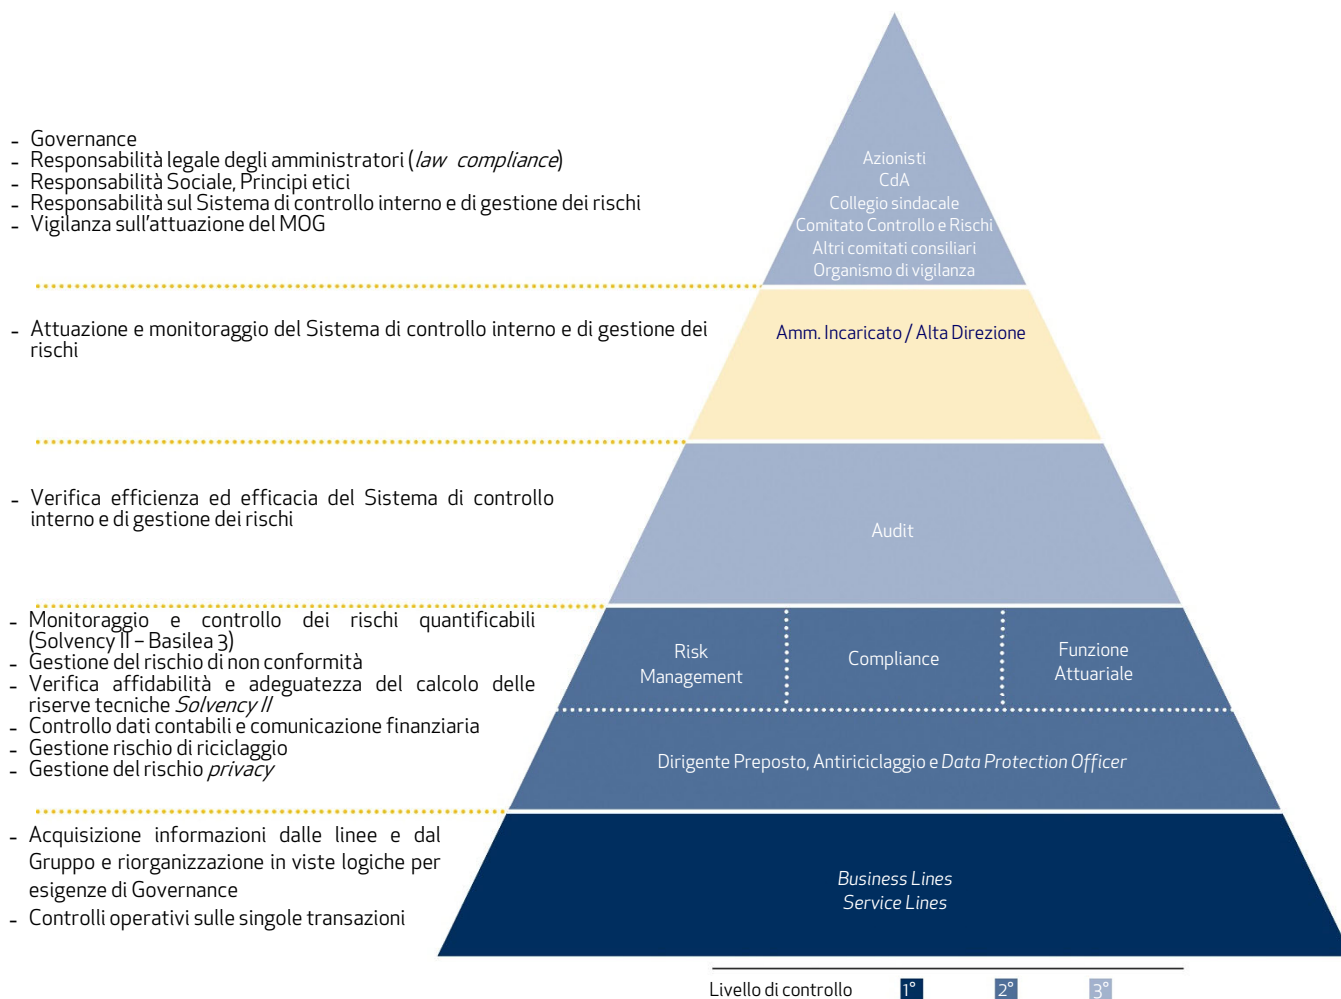 - Governance
- Responsabilità legale degli amministratori (law compliance)
- Responsabilità Sociale, Principi etici
- Responsabilità sul Sistema di controllo interno e di gestione dei rischi
- Vigilanza sull'attuazione del MOG
Azionisti
CdA
Collegio sindacale
Comitato Controllo e Rischi
Altri comitati consiliari
Organismo di vigilanza
- Attuazione e monitoraggio del Sistema di controllo interno e di gestione dei
rischi
Amm. Incaricato / Alta Direzione
- Verifica efficienza ed efficacia del Sistema di controllo
interno e di gestione dei rischi
Audit
- Monitoraggio e controllo dei rischi quantificabili
(Solvency II – Basilea 3)
- Gestione del rischio di non conformità
- Verifica affidabilità e adeguatezza del calcolo delle
riserve tecniche Solvency II
- Controllo dati contabili e comunicazione finanziaria
- Gestione rischio di riciclaggio
- Gestione del rischio privacy
Risk
Management
Compliance
Funzione
Attuariale
Dirigente Preposto, Antiriciclaggio e Data Protection Officer
- Acquisizione informazioni dalle linee e dal
Gruppo e riorganizzazione in viste logiche per
esigenze di Governance
- Controlli operativi sulle singole transazioni
Business Lines
Service Lines
Livello di controllo 1° 2° 3°